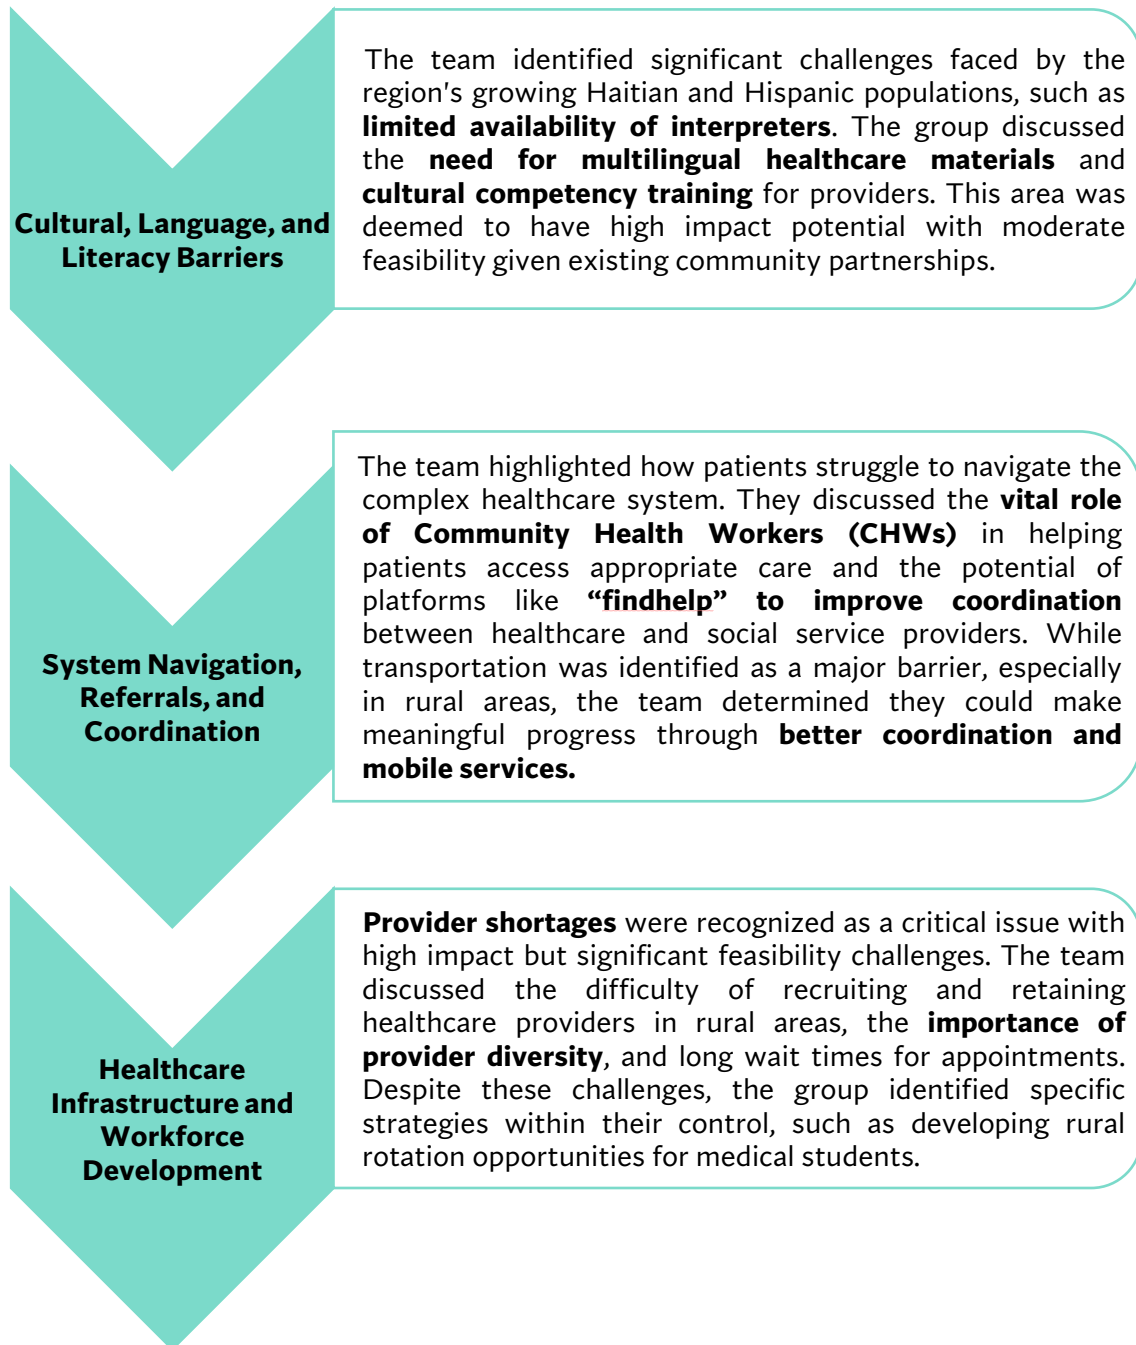 Cultural, Language, and
Literacy Barriers
The team identified significant challenges faced by the
region's growing Haitian and Hispanic populations, such as
limited availability of interpreters. The group discussed
the need for multilingual healthcare materials and
cultural competency training for providers. This area was
deemed to have high impact potential with moderate
feasibility given existing community partnerships.
System Navigation,
Referrals, and
Coordination
The team highlighted how patients struggle to navigate the
complex healthcare system. They discussed the vital role
of Community Health Workers (CHWs) in helping
patients access appropriate care and the potential of
platforms like “findhelp” to improve coordination
between healthcare and social service providers. While
transportation was identified as a major barrier, especially
in rural areas, the team determined they could make
meaningful progress through better coordination and
mobile services.
Healthcare
Infrastructure and
Workforce
Development
Provider shortages were recognized as a critical issue with
high impact but significant feasibility challenges. The team
discussed the difficulty of recruiting and retaining
healthcare providers in rural areas, the importance of
provider diversity, and long wait times for appointments.
Despite these challenges, the group identified specific
strategies within their control, such as developing rural
rotation opportunities for medical students.